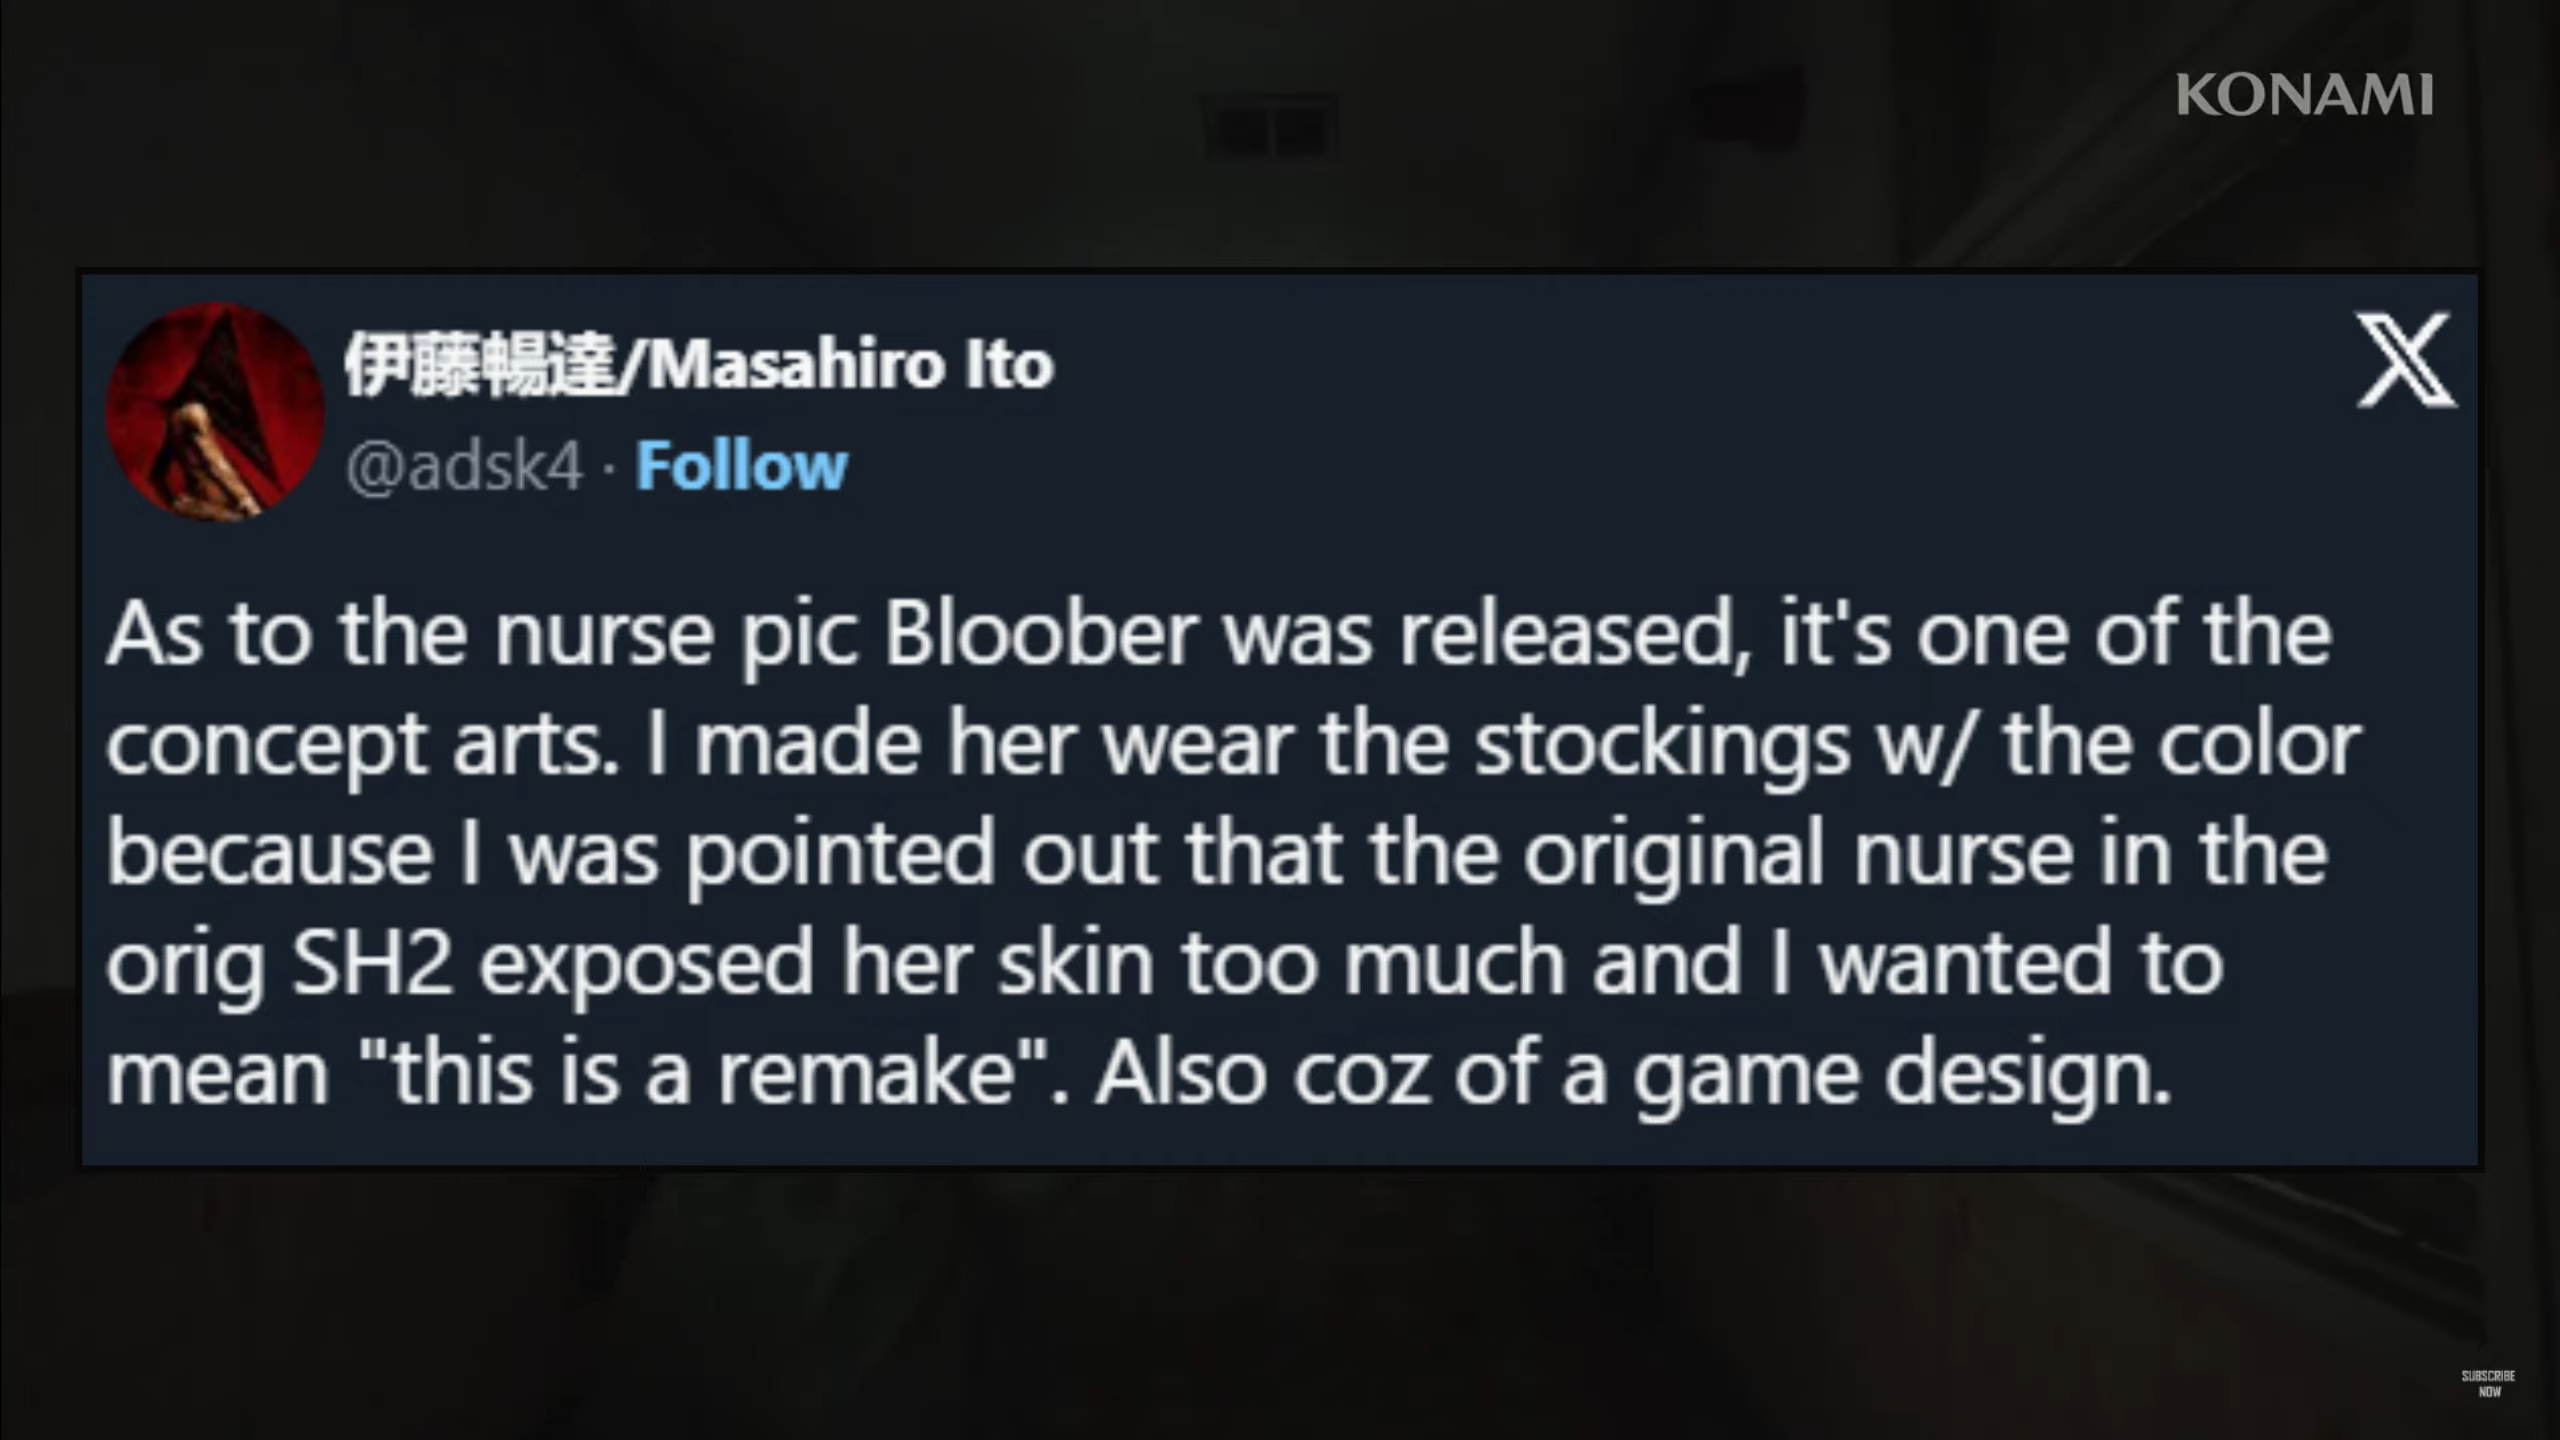 KONAMI
伊藤暢達/Masahiro Ito
@adsk4 · Follow
As to the nurse pic Bloober was released, it's one of the
concept arts. I made her wear the stockings w/ the color
because I was pointed out that the original nurse in the
orig SH2 exposed her skin too much and I wanted to
mean "this is a remake". Also coz of a game design.
SUBSCRIBE
NOW